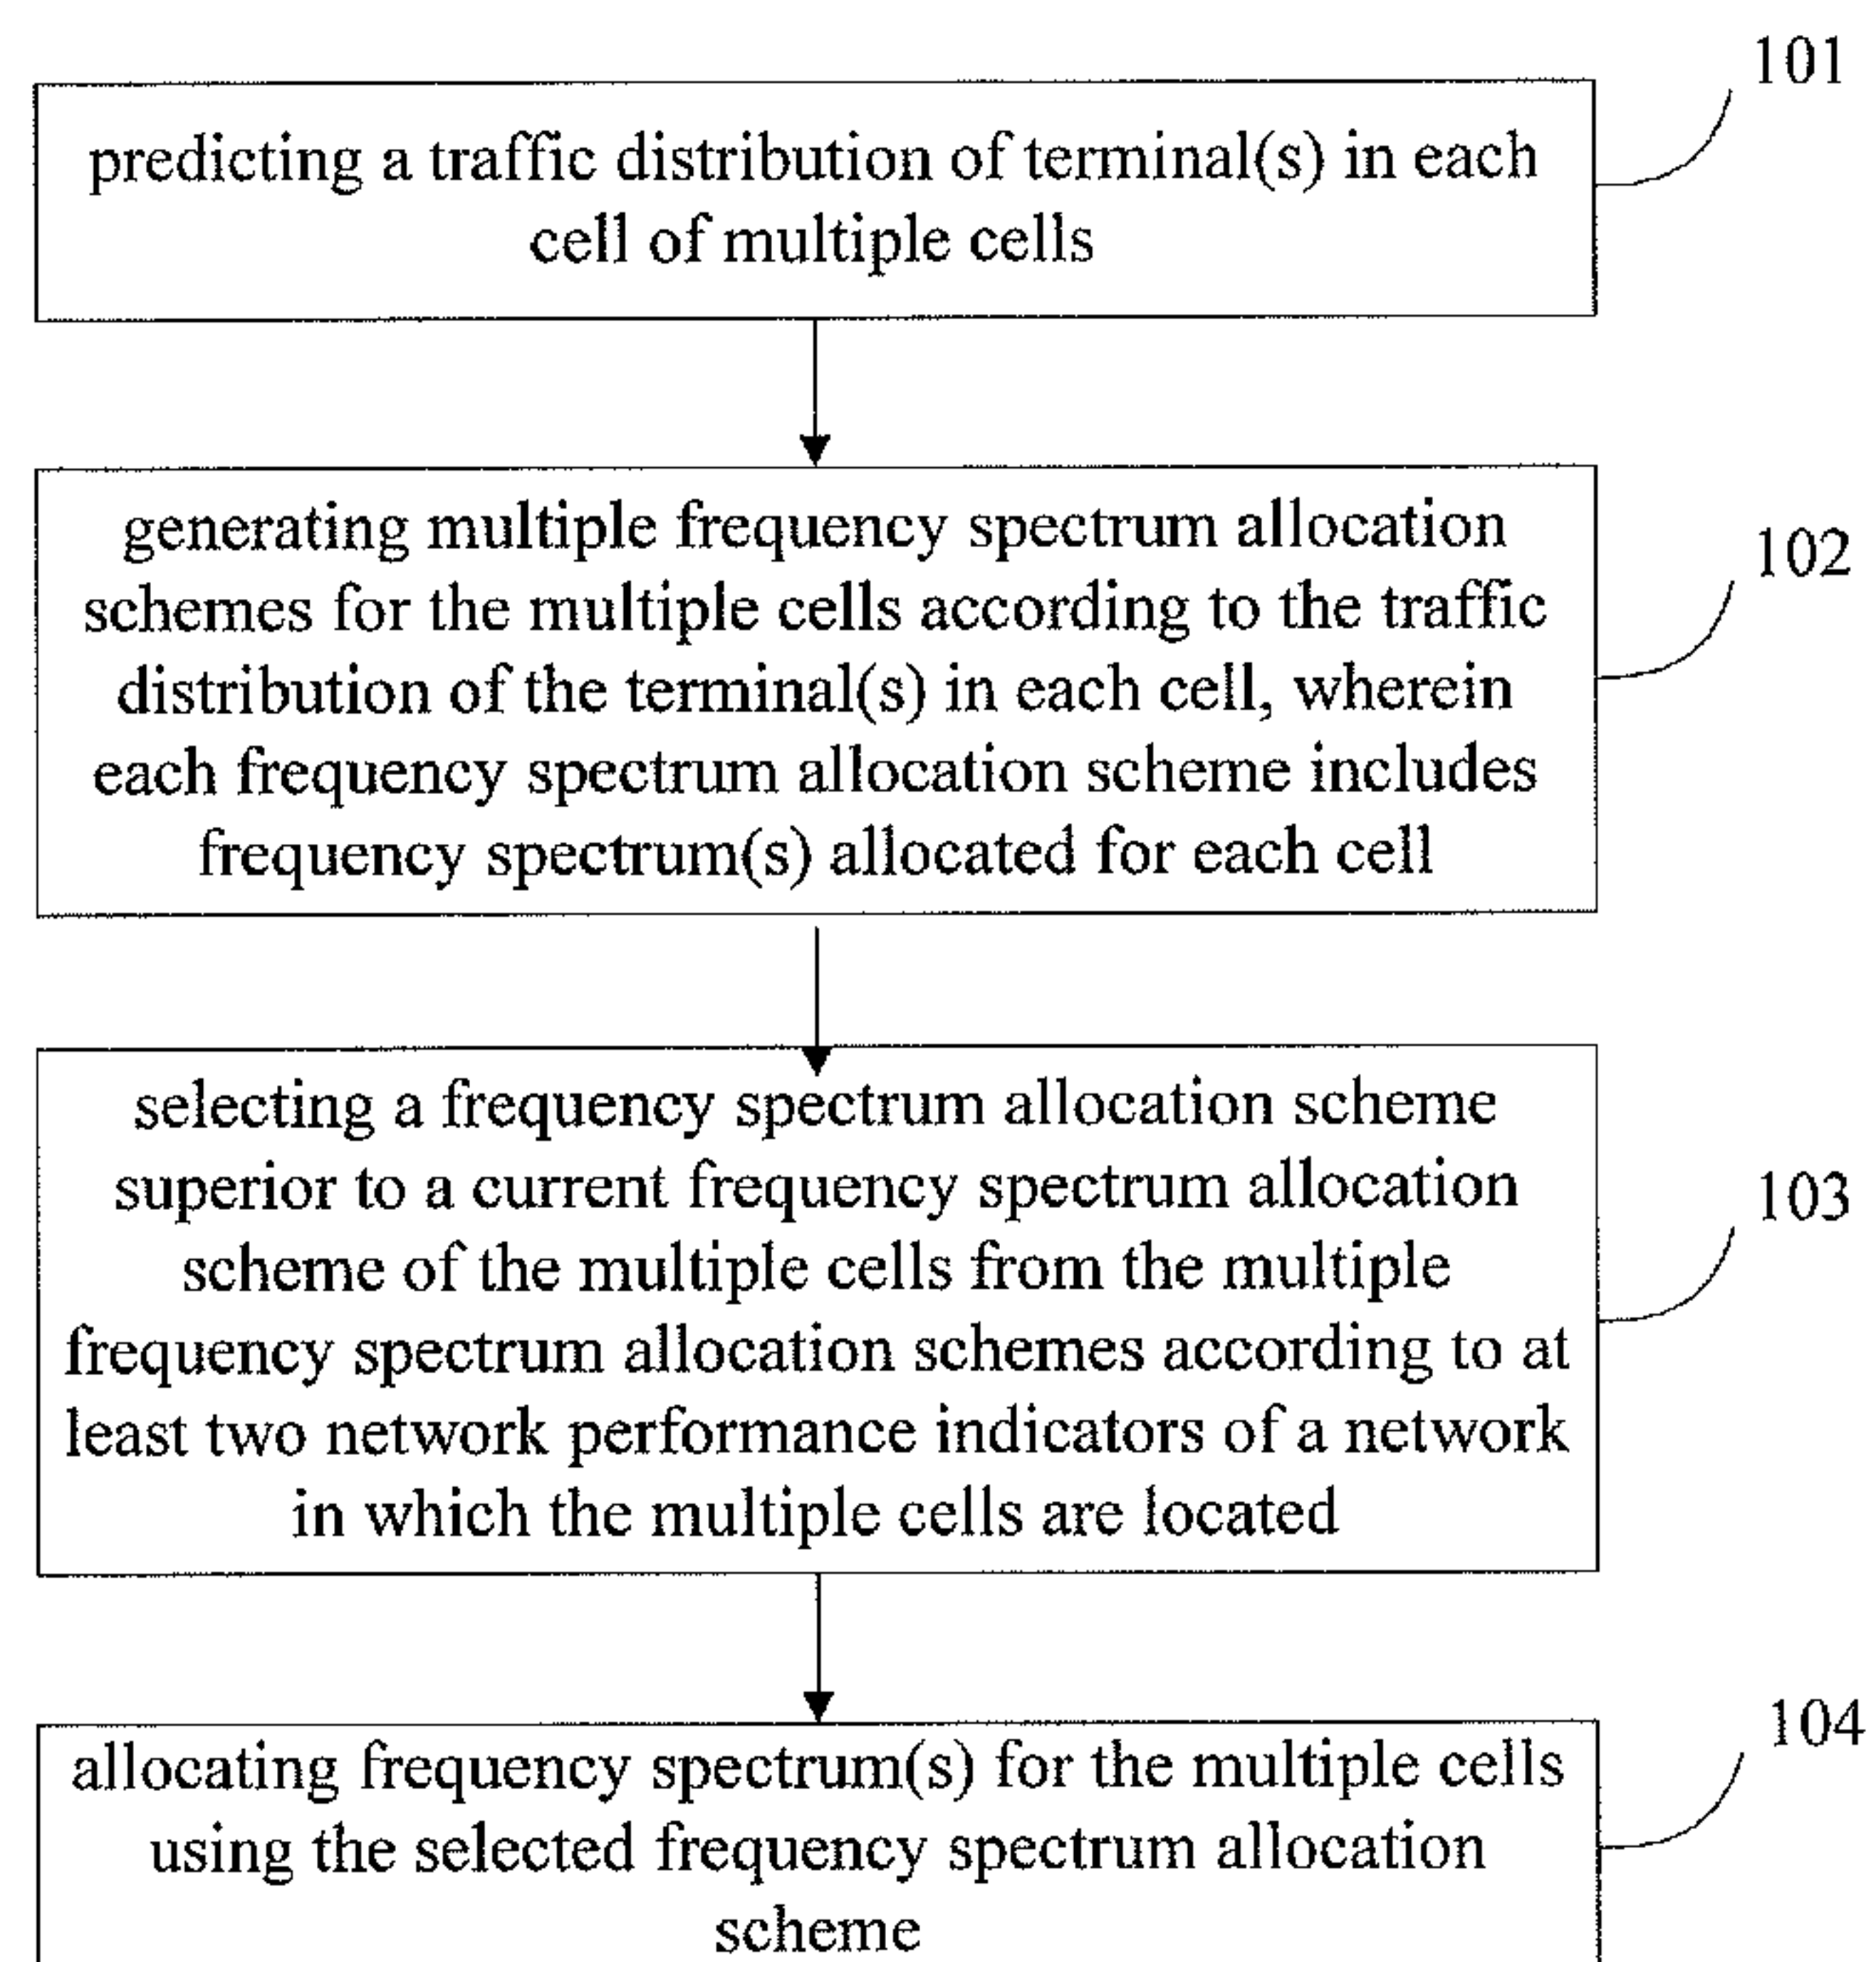 101
predicting a traffic distribution of terminal(s) in each
cell of multiple cells
generating multiple frequency spectrum allocation
102
schemes for the multiple cells according to the traffic
distribution of the terminal(s) in each cell, wherein
each frequency spectrum allocation scheme includes
frequency spectrum(s) allocated for each cell
selecting a frequency spectrum allocation scheme
superior to a current frequency spectrum allocation
103
scheme of the multiple cells from the multiple
frequency spectrum allocation schemes according to at
least two network performance indicators of a network
in which the multiple cells are located
104
allocating frequency spectrum(s) for the multiple cells
using the selected frequency spectrum allocation
scheme